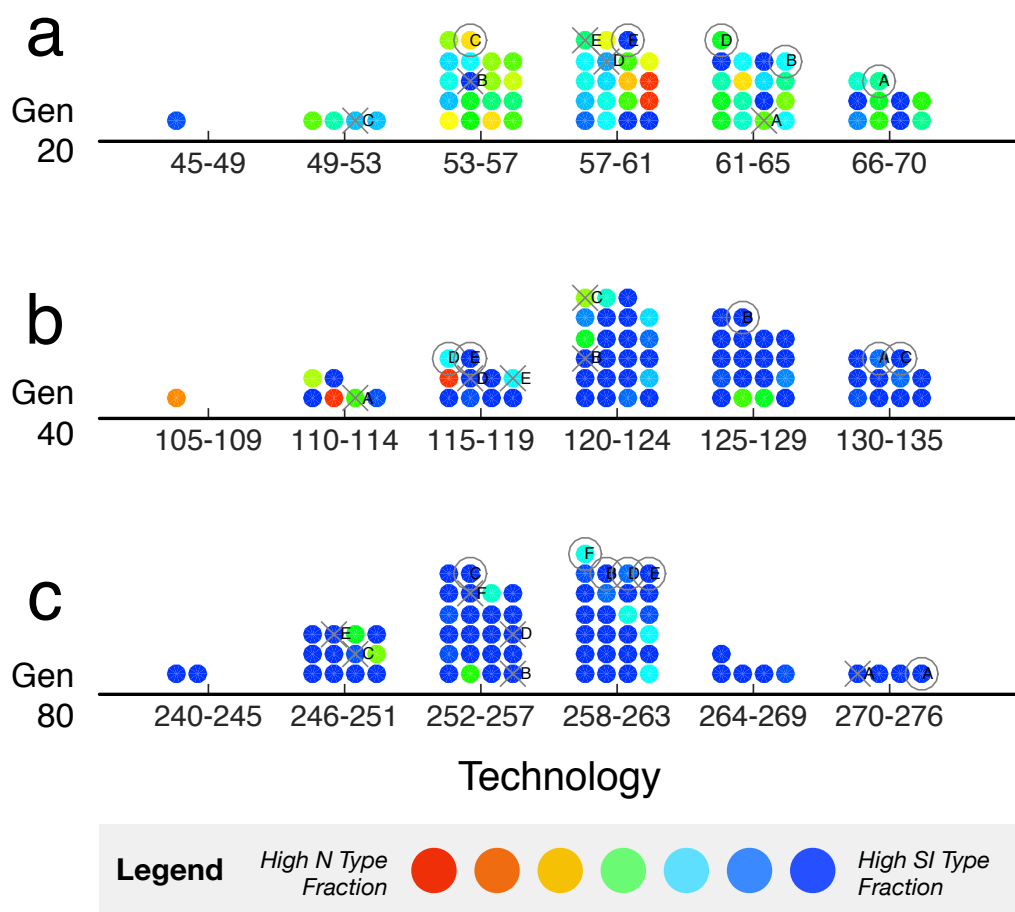 a
C
E
E
D
D
B
B
A
C
A
Gen
20
45-49 49-53 53-57 57-61 61-65 66-70
b
C
B
D
E
B
A
C
D
E
A
Gen
40
105-109 110-114 115-119 120-124 125-129 130-135
c
F
C
B
D
E
F
E
D
C
B
A
A
Gen
80
240-245 246-251 252-257 258-263 264-269 270-276
Technology
Legend
High N Type
Fraction
High SI Type
Fraction